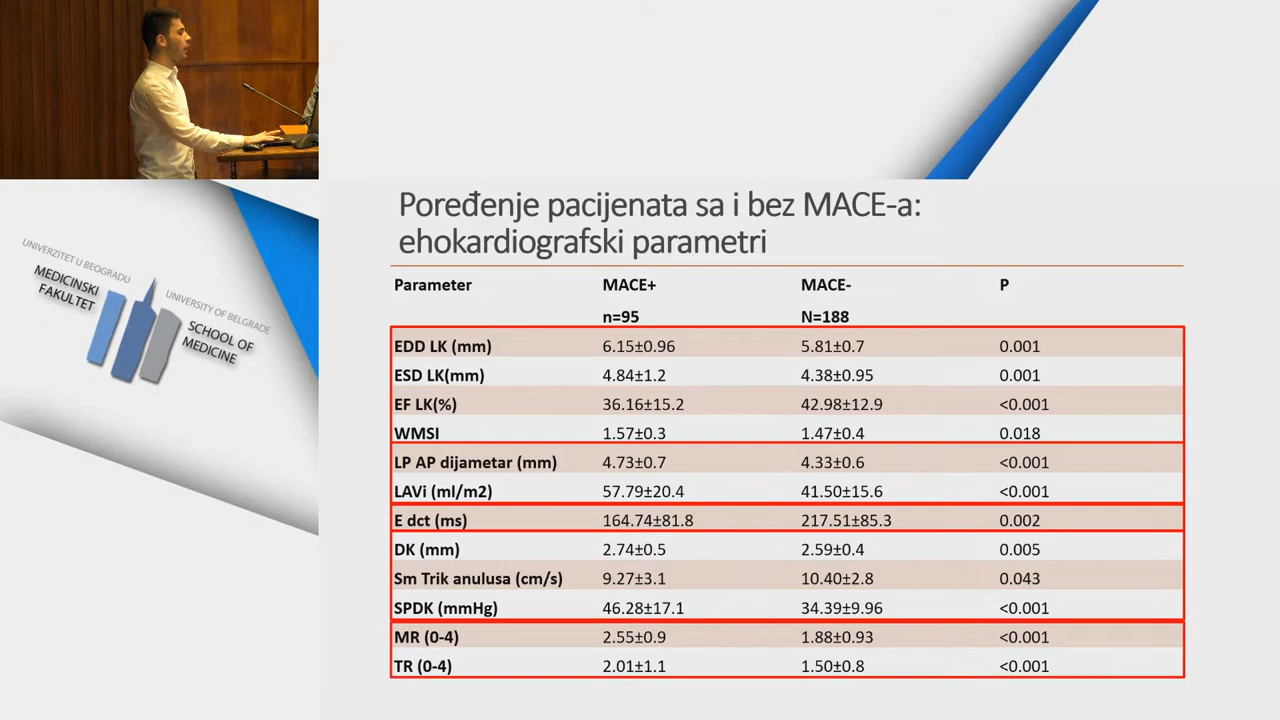 UNIVERZITET U BEOGRADU
MEDICINSKI
FAKULTET
UNIVERSITY OF BELGRADE
SCHOOL OF
MEDICINE
Poređenje pacijenata sa i bez MACE-a:
ehokardiografski parametri
Parameter MACE+ MACE- P
n=95 N=188
EDD LK (mm) 6.15±0.96 5.81±0.7 0.001
ESD LK(mm) 4.84±1.2 4.38±0.95 0.001
EF LK(%) 36.16±15.2 42.98±12.9 <0.001
WMSI 1.57±0.3 1.47±0.4 0.018
LP AP dijametar (mm) 4.73±0.7 4.33±0.6 <0.001
LAVi (ml/m2) 57.79±20.4 41.50±15.6 <0.001
E dct (ms) 164.74±81.8 217.51±85.3 0.002
DK (mm) 2.74±0.5 2.59±0.4 0.005
Sm Trik anulusa (cm/s) 9.27±3.1 10.40±2.8 0.043
SPDK (mmHg) 46.28±17.1 34.39±9.96 <0.001
MR (0-4) 2.55±0.9 1.88±0.93 <0.001
TR (0-4) 2.01±1.1 1.50±0.8 <0.001